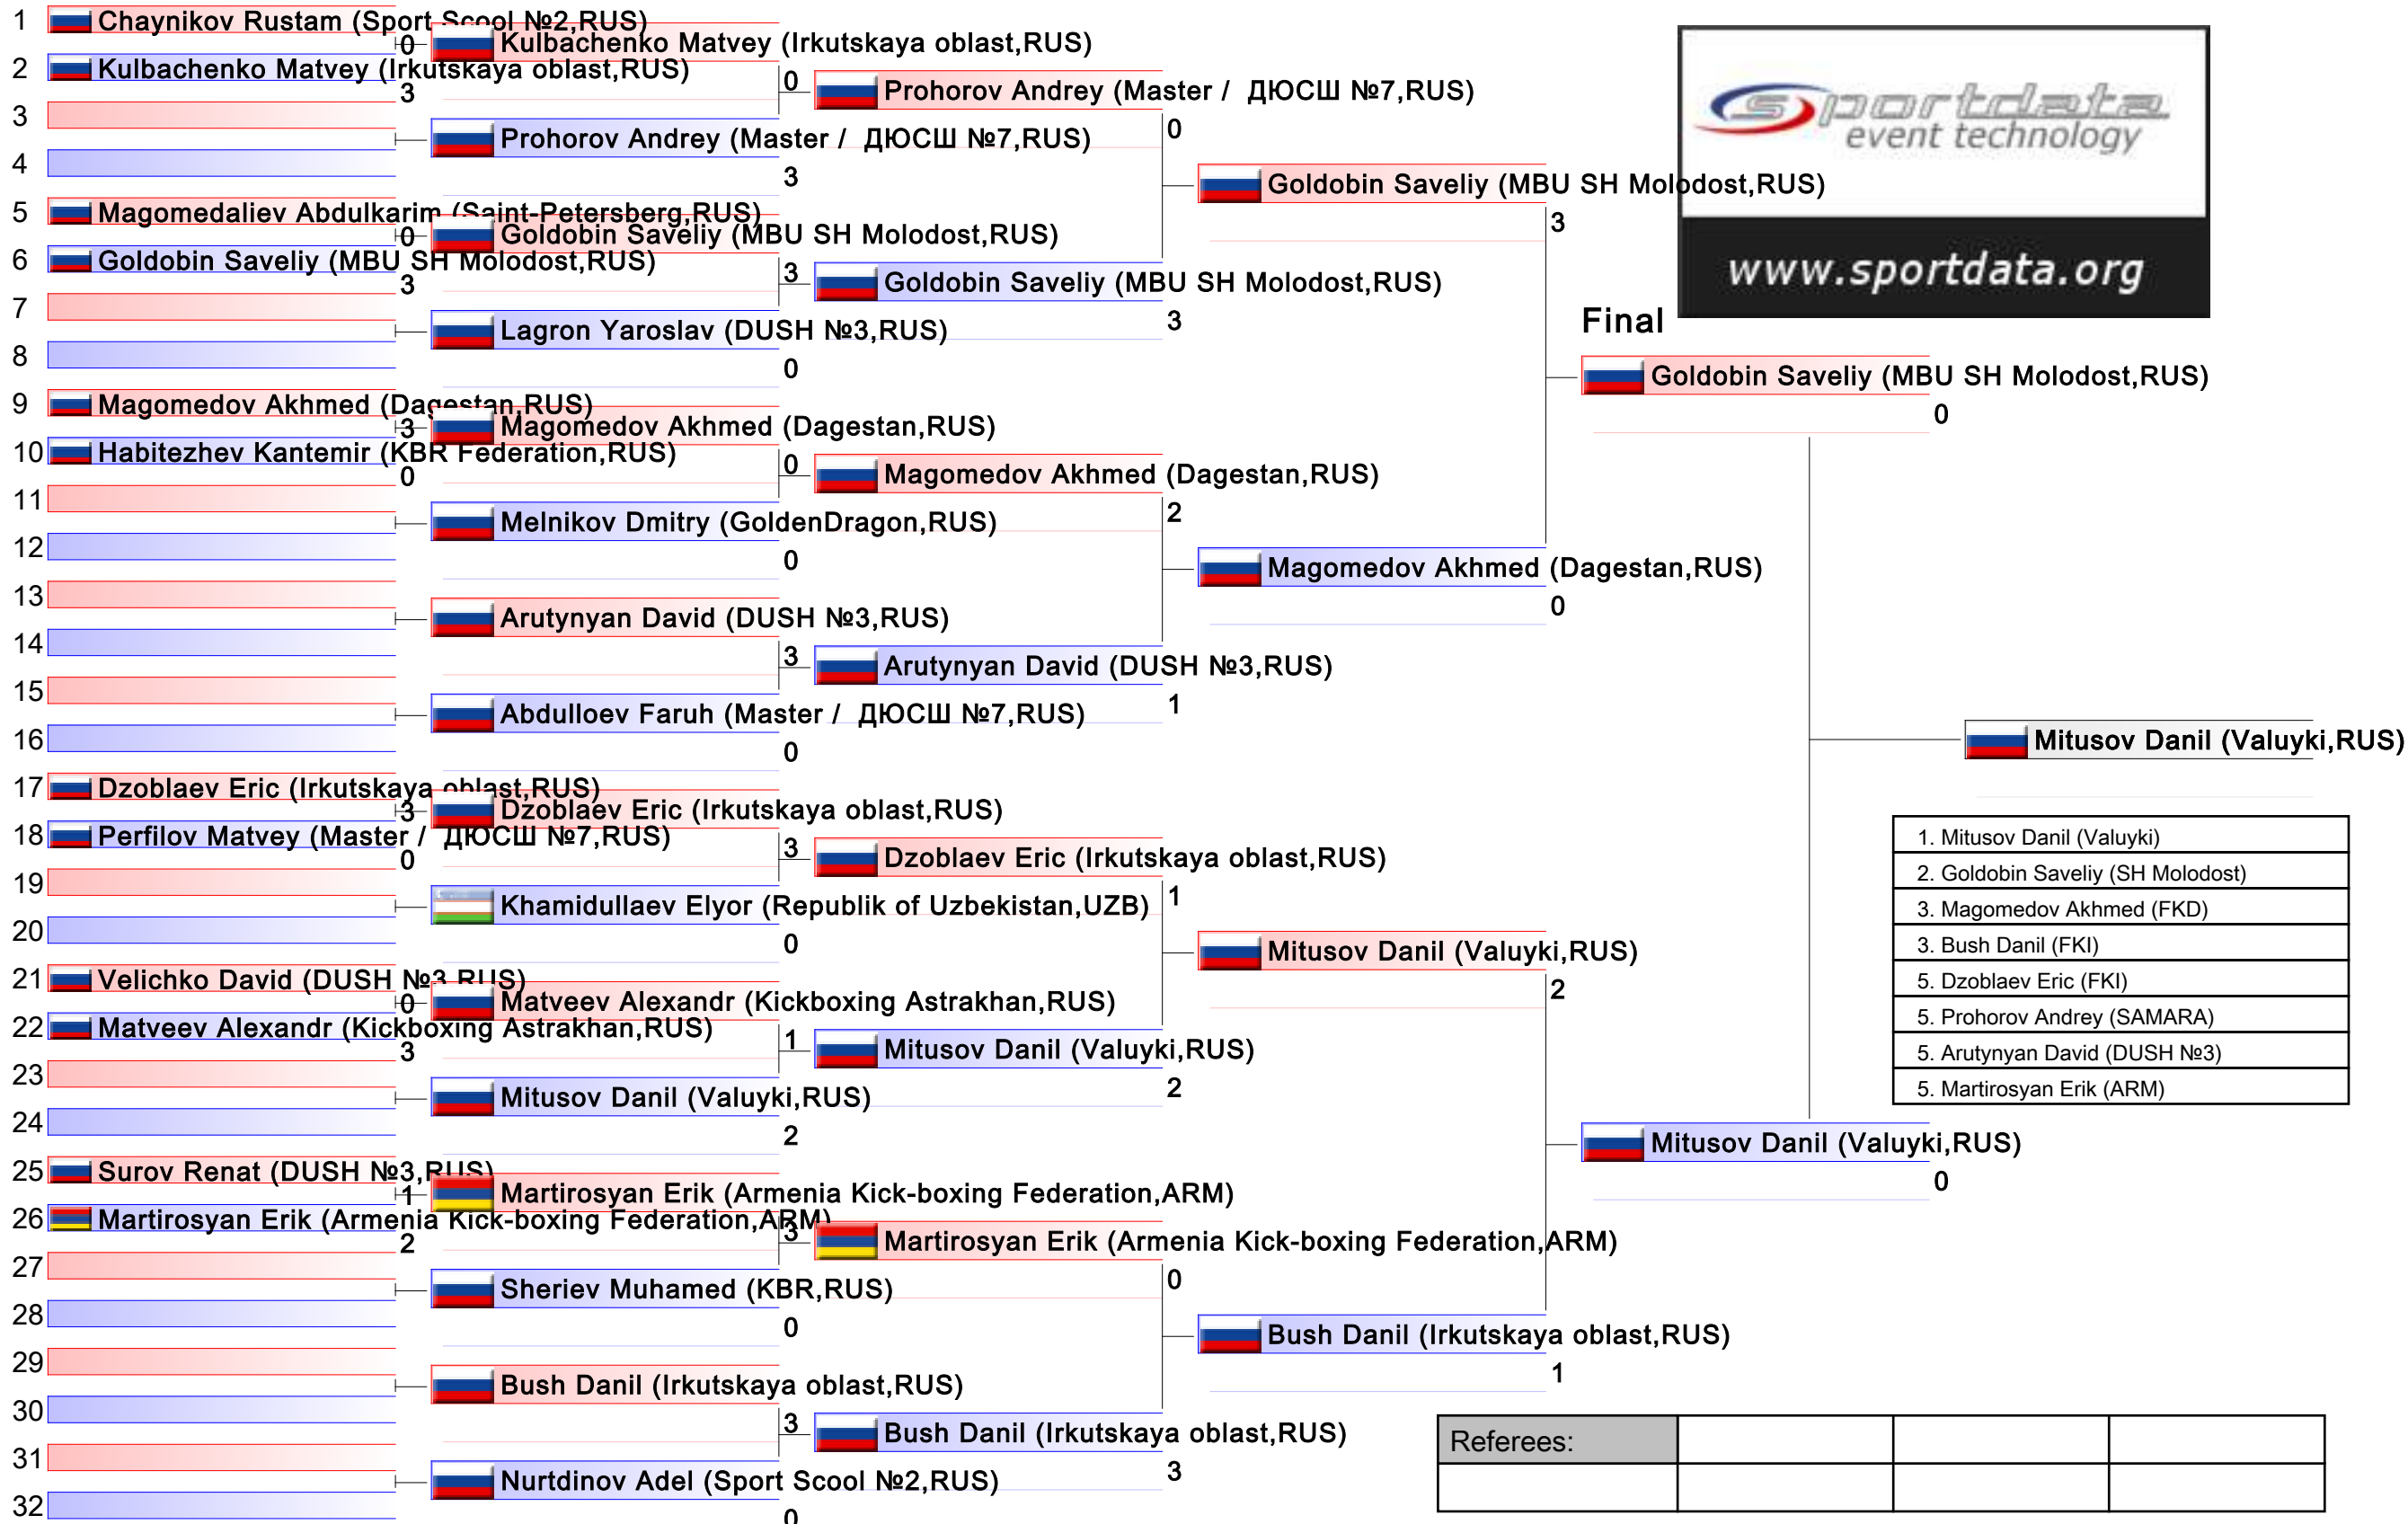 1 Chaynikov Rustam (Sport Scool №2,RUS)
0
2 Kulbachenko Matvey (Irkutskaya oblast,RUS)
3
3
4
5 Magomedaliev Abdulkarim (Saint-Petersberg,RUS)
0
6 Goldobin Saveliy (MBU SH Molodost,RUS)
3
7
8
9 Magomedov Akhmed (Dagestan,RUS)
3
10 Habitezhev Kantemir (KBR Federation,RUS)
0
11
12
13
14
15
16
17 Dzoblaev Eric (Irkutskaya oblast,RUS)
3
18 Perfilov Matvey (Master / ДЮСШ №7,RUS)
0
19
20
21 Velichko David (DUSH №3,RUS)
0
22 Matveev Alexandr (Kickboxing Astrakhan,RUS)
3
23
24
25 Surov Renat (DUSH №3,RUS)
1
26 Martirosyan Erik (Armenia Kick-boxing Federation,ARM)
2
27
28
29
30
31
32
Kulbachenko Matvey (Irkutskaya oblast,RUS)
0
Prohorov Andrey (Master / ДЮСШ №7,RUS)
3
Goldobin Saveliy (MBU SH Molodost,RUS)
3
Lagron Yaroslav (DUSH №3,RUS)
0
Magomedov Akhmed (Dagestan,RUS)
0
Melnikov Dmitry (GoldenDragon,RUS)
0
Arutynyan David (DUSH №3,RUS)
3
Abdulloev Faruh (Master / ДЮСШ №7,RUS)
0
Dzoblaev Eric (Irkutskaya oblast,RUS)
3
Khamidullaev Elyor (Republik of Uzbekistan,UZB)
0
Matveev Alexandr (Kickboxing Astrakhan,RUS)
1
Mitusov Danil (Valuyki,RUS)
2
Martirosyan Erik (Armenia Kick-boxing Federation,ARM)
3
Sheriev Muhamed (KBR,RUS)
0
Bush Danil (Irkutskaya oblast,RUS)
3
Nurtdinov Adel (Sport Scool №2,RUS)
0
Prohorov Andrey (Master / ДЮСШ №7,RUS)
0
Goldobin Saveliy (MBU SH Molodost,RUS)
3
Magomedov Akhmed (Dagestan,RUS)
2
Arutynyan David (DUSH №3,RUS)
1
Dzoblaev Eric (Irkutskaya oblast,RUS)
1
Mitusov Danil (Valuyki,RUS)
2
Martirosyan Erik (Armenia Kick-boxing Federation,ARM)
0
Bush Danil (Irkutskaya oblast,RUS)
3
Goldobin Saveliy (MBU SH Molodost,RUS)
3
Magomedov Akhmed (Dagestan,RUS)
0
Mitusov Danil (Valuyki,RUS)
2
Bush Danil (Irkutskaya oblast,RUS)
1
sportdata
event technology
www.sportdata.org
Final
Goldobin Saveliy (MBU SH Molodost,RUS)
0
Mitusov Danil (Valuyki,RUS)
0
Mitusov Danil (Valuyki,RUS)
1. Mitusov Danil (Valuyki)
2. Goldobin Saveliy (SH Molodost)
3. Magomedov Akhmed (FKD)
3. Bush Danil (FKI)
5. Dzoblaev Eric (FKI)
5. Prohorov Andrey (SAMARA)
5. Arutynyan David (DUSH №3)
5. Martirosyan Erik (ARM)
Referees: